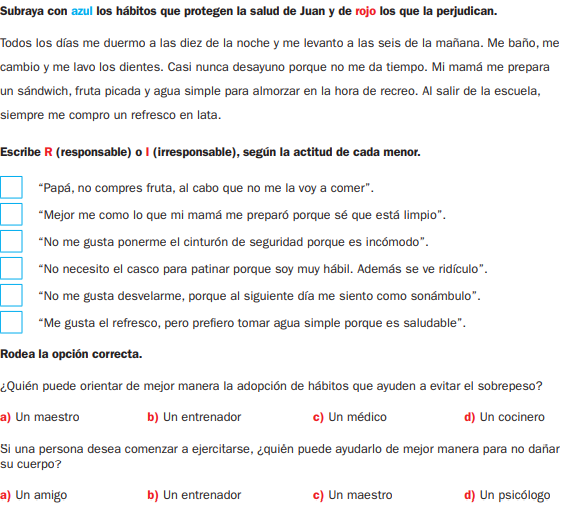 Subraya con azul los hábitos que protegen la salud de Juan y de rojo los que la perjudican.
Todos los días me duermo a las diez de la noche y me levanto a las seis de la mañana. Me baño, me
cambio y me lavo los dientes. Casi nunca desayuno porque no me da tiempo. Mi mamá me prepara
un sándwich, fruta picada y agua simple para almorzar en la hora de recreo. Al salir de la escuela,
siempre me compro un refresco en lata.
Escribe R (responsable) o I (irresponsable), según la actitud de cada menor.
“Papá, no compres fruta, al cabo que no me la voy a comer”.
“Mejor me como lo que mi mamá me preparó porque sé que está limpio”.
“No me gusta ponerme el cinturón de seguridad porque es incómodo”.
“No necesito el casco para patinar porque soy muy hábil. Además se ve ridículo”.
“No me gusta desvelarme, porque al siguiente día me siento como sonámbulo”.
“Me gusta el refresco, pero prefiero tomar agua simple porque es saludable”.
Rodea la opción correcta.
¿Quién puede orientar de mejor manera la adopción de hábitos que ayuden a evitar el sobrepeso?
a) Un maestro b) Un entrenador c) Un médico d) Un cocinero
Si una persona desea comenzar a ejercitarse, ¿quién puede ayudarlo de mejor manera para no dañar
su cuerpo?
a) Un amigo b) Un entrenador c) Un maestro d) Un psicólogo